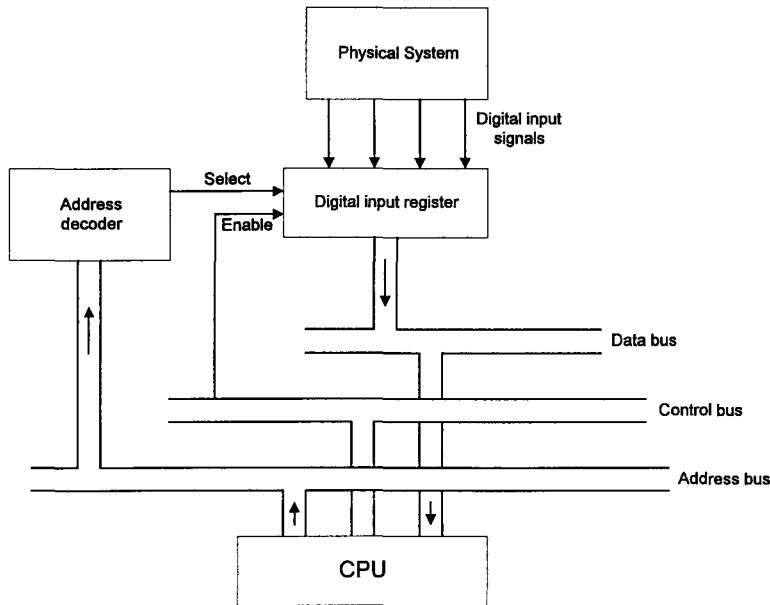 Physical System
Digital input
signals
Select
Address
decoder
Digital input register
Enable
Data bus
Control bus
Address bus
CPU